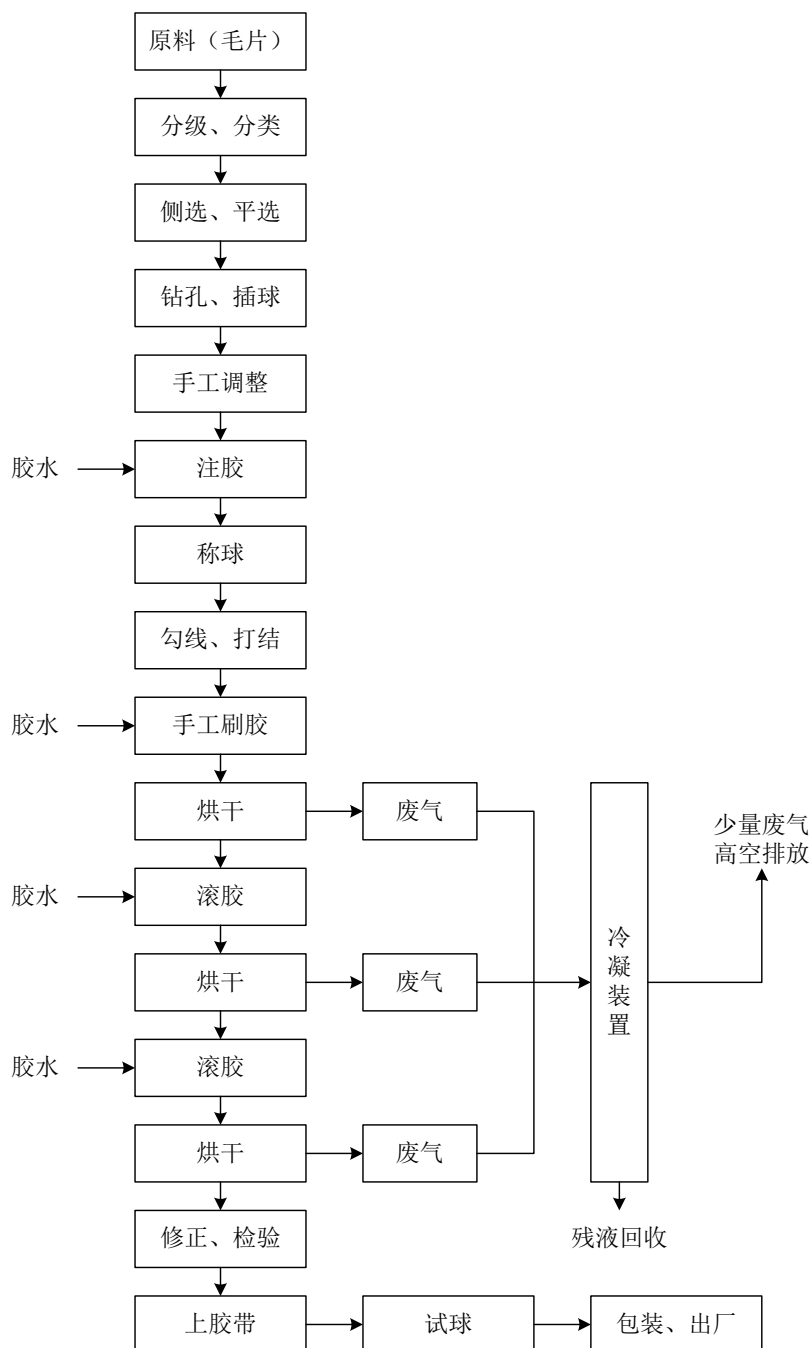 原料（毛片）
分级、分类
侧选、平选
钻孔、插球
手工调整
胶水
注胶
称球
勾线、打结
胶水
手工刷胶
烘干
废气
少量废气
高空排放
胶水
滚胶
冷凝装置
烘干
废气
胶水
滚胶
烘干
废气
修正、检验
残液回收
上胶带
试球
包装、出厂